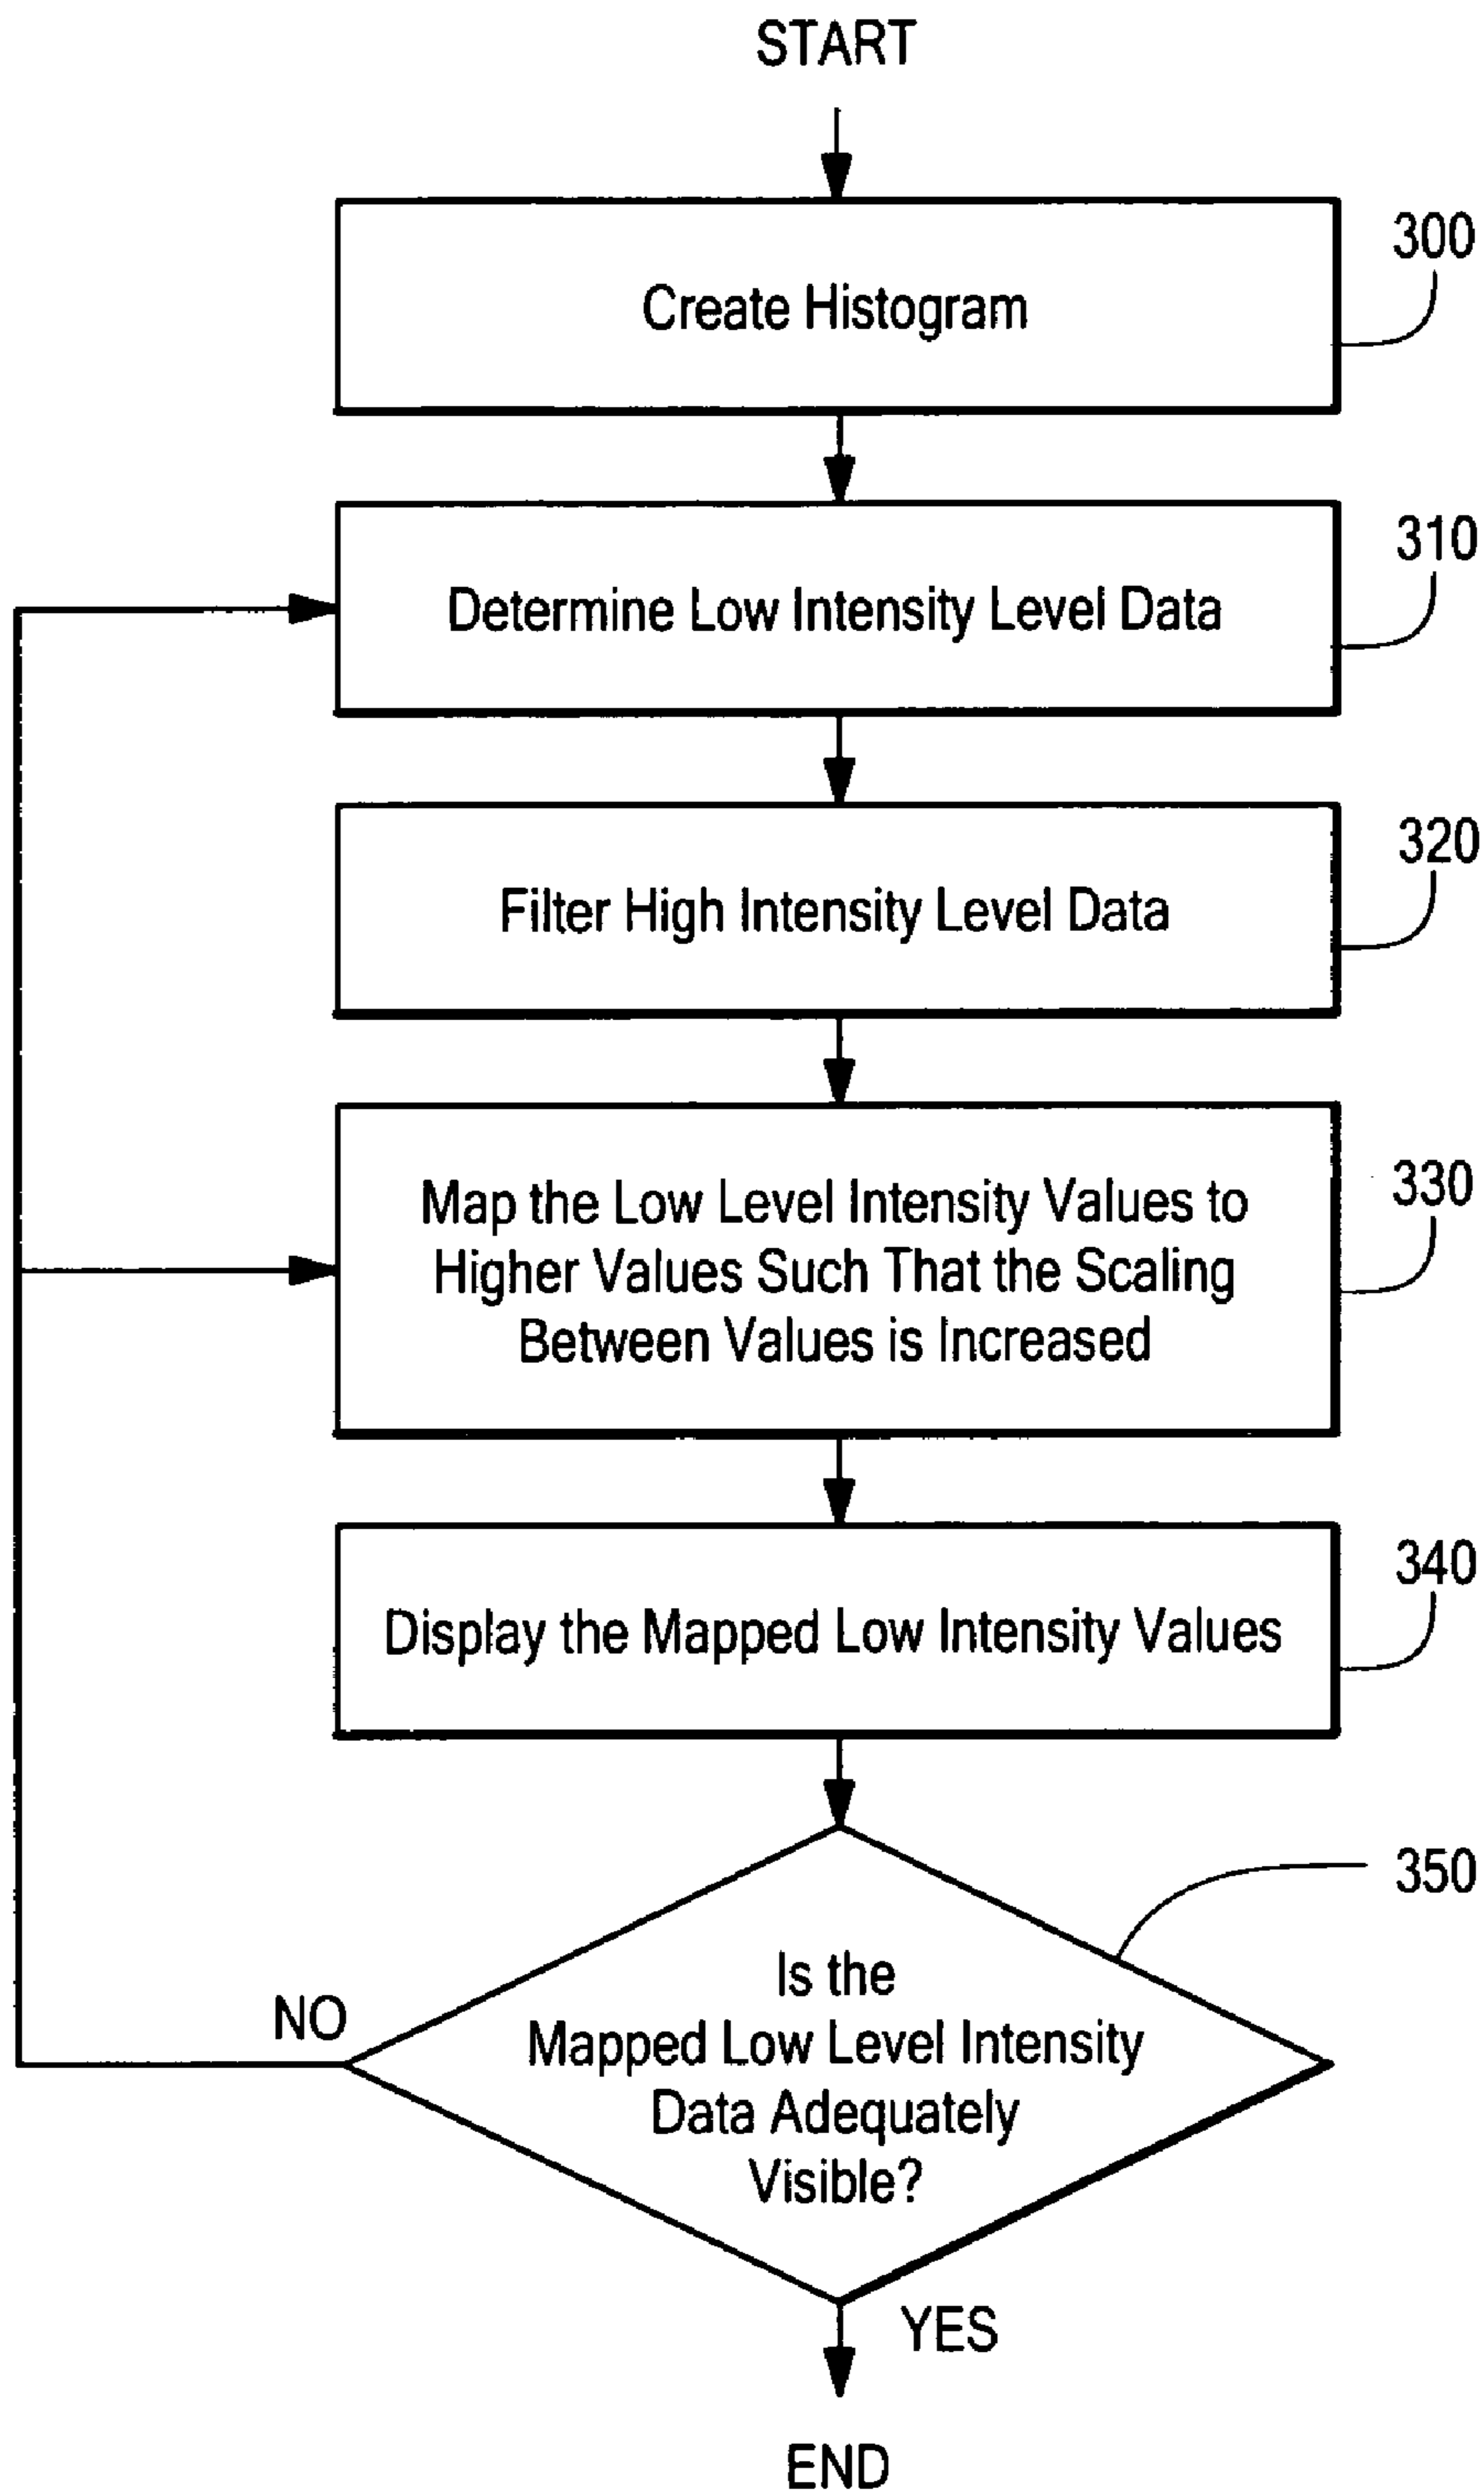 START
300
Create Histogram
310
Determine Low Intensity Level Data
320
Filter High Intensity Level Data
330
Map the Low Level Intensity Values to
Higher Values Such That the Scaling
Between Values is Increased
340
Display the Mapped Low Intensity Values
350
Is the
Mapped Low Level Intensity
Data Adequately
Visible?
NO
YES
END